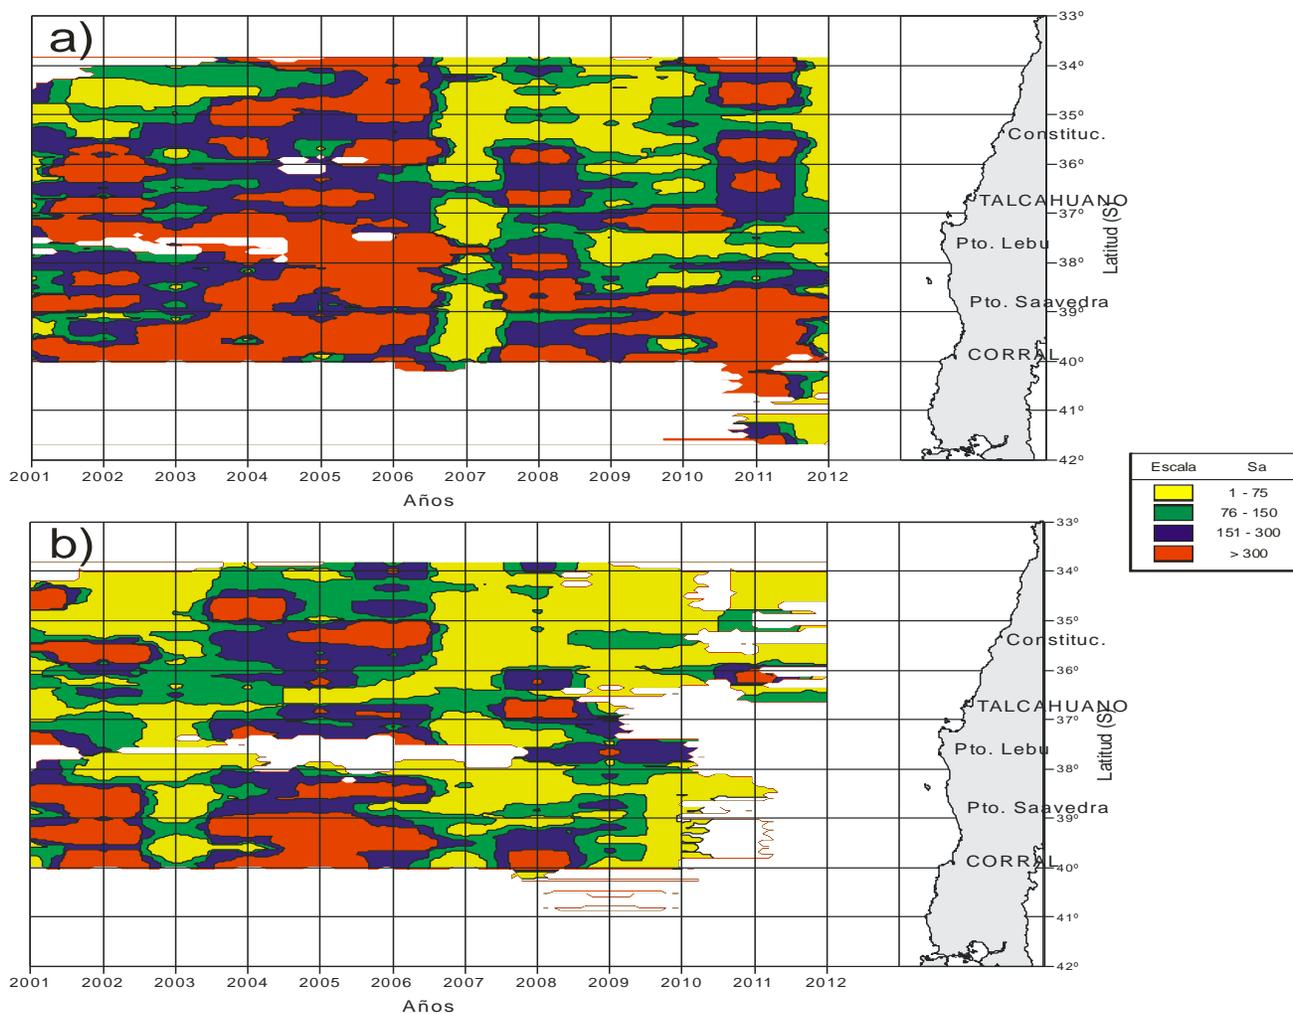 a)
33º
34º
35º
Constituc.
36º
TALCAHUANO
37º
Pto. Lebu
38º
Pto. Saavedra
39º
CORRAL
40º
41º
42º
Latitud (S)
2001 2002 2003 2004 2005 2006 2007 2008 2009 2010 2011 2012
Años
Escala Sa
1 - 75
76 - 150
151 - 300
> 300
b)
33º
34º
35º
Constituc.
36º
TALCAHUANO
37º
Pto. Lebu
38º
Pto. Saavedra
39º
CORRAL
40º
41º
42º
Latitud (S)
2001 2002 2003 2004 2005 2006 2007 2008 2009 2010 2011 2012
Años